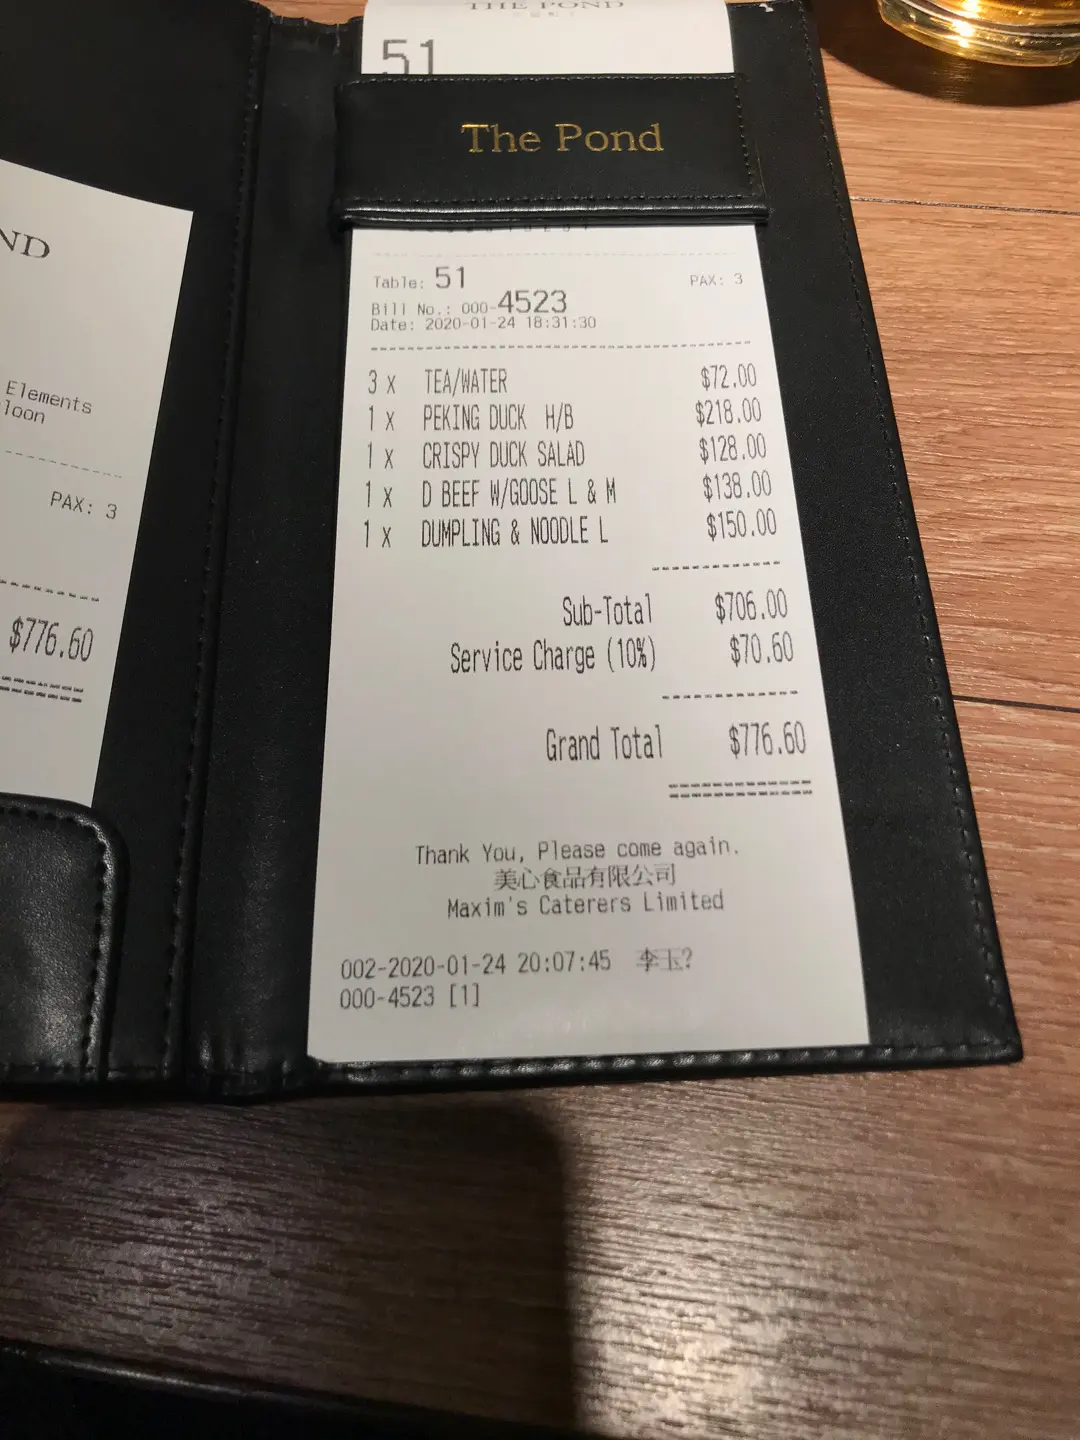 THE POND
51
The Pond
Table: 51 PAX: 3
Bill No.: 000-4523
Date: 2020-01-24 18:31:30
3 x TEA/WATER $72.00
1 x PEKING DUCK H/B $218.00
1 x CRISPY DUCK SALAD $128.00
1 x D BEEF W/GOOSE L & M $138.00
1 x DUMPLING & NOODLE L $150.00
Sub-Total $706.00
Service Charge (10%) $70.60
Grand Total $776.60
Thank You, Please come again.
美心食品有限公司
Maxim's Caterers Limited
002-2020-01-24 20:07:45 李玉?
000-4523 [1]
ND
Elements
loon
PAX: 3
$776.60